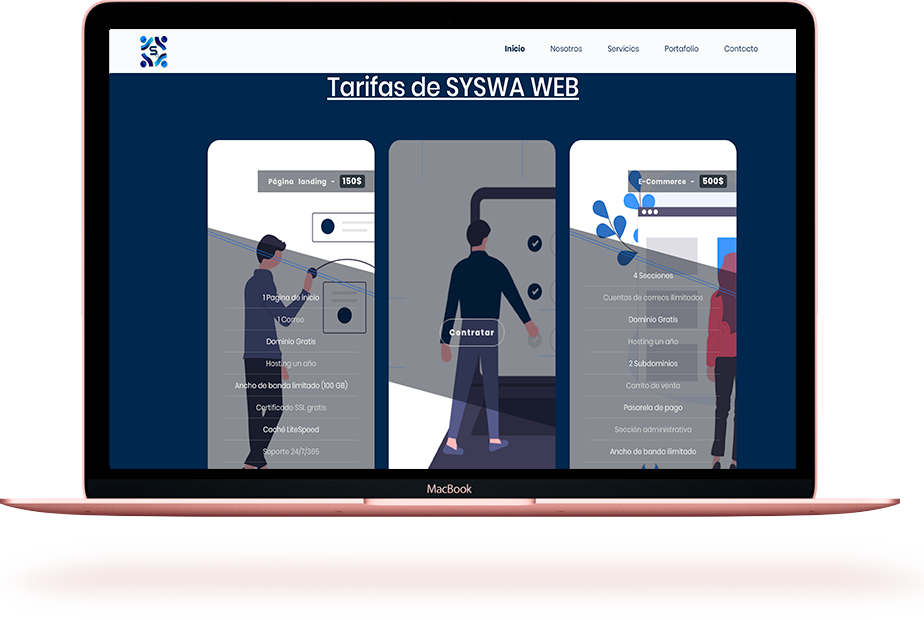 S
Inicio Nosotros Servicios Portafolio Contacto
Tarifas de SYSWA WEB
Página landing - 150$
1 Pagina de inicio
1 Correo
Dominio Gratis
Hosting un año
Ancho de banda limitado (100 GB)
Certificado SSL gratis
Caché LiteSpeed
Soporte 24/7/365
Contratar
E-Commerce - 500$
4 Secciones
Cuentas de correos ilimitados
Dominio Gratis
Hosting un año
2 Subdominios
Carrito de venta
Pasarela de pago
Sección administrativa
Ancho de banda ilimitado
MacBook